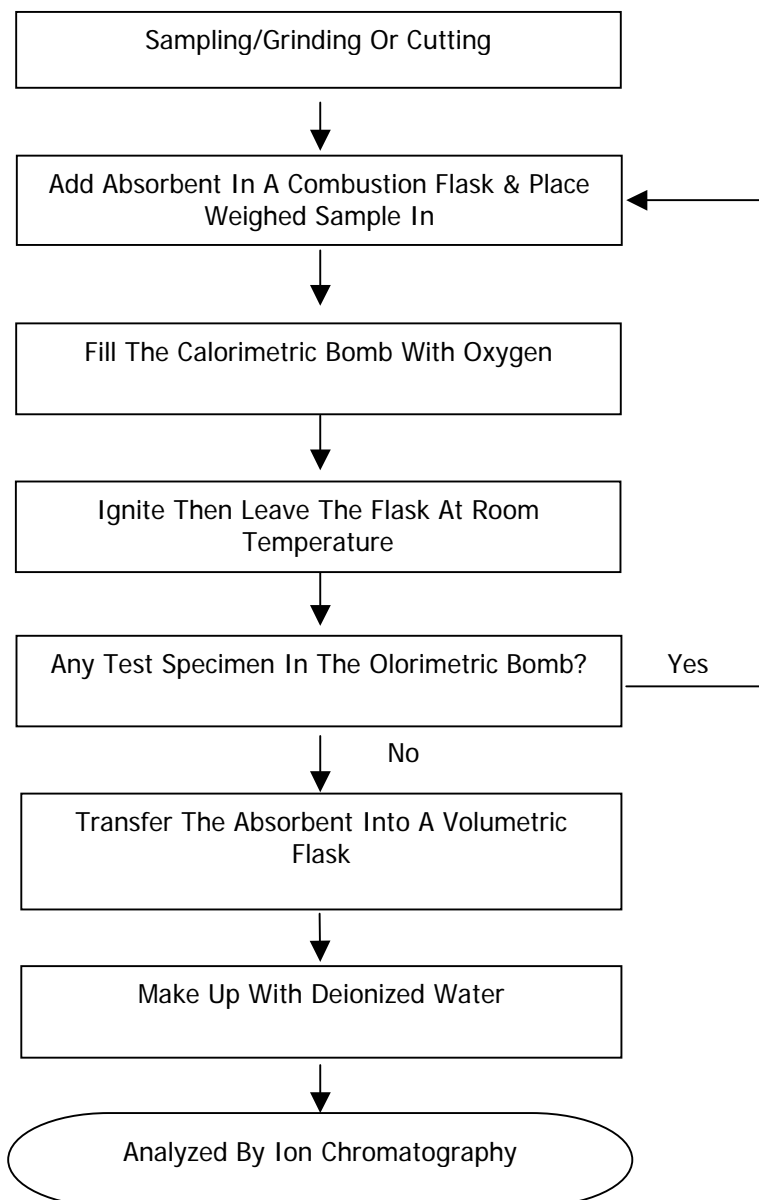 Sampling/Grinding Or Cutting
Add Absorbent In A Combustion Flask & Place
Weighed Sample In
Fill The Calorimetric Bomb With Oxygen
Ignite Then Leave The Flask At Room
Temperature
Any Test Specimen In The Olorimetric Bomb?
Yes
No
Transfer The Absorbent Into A Volumetric
Flask
Make Up With Deionized Water
Analyzed By Ion Chromatography